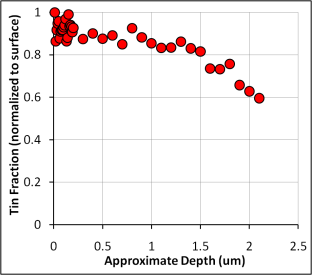 Tin Fraction (normalized to surface)
1
0.8
0.6
0.4
0.2
0
0 0.5 1 1.5 2 2.5
Approximate Depth (um)